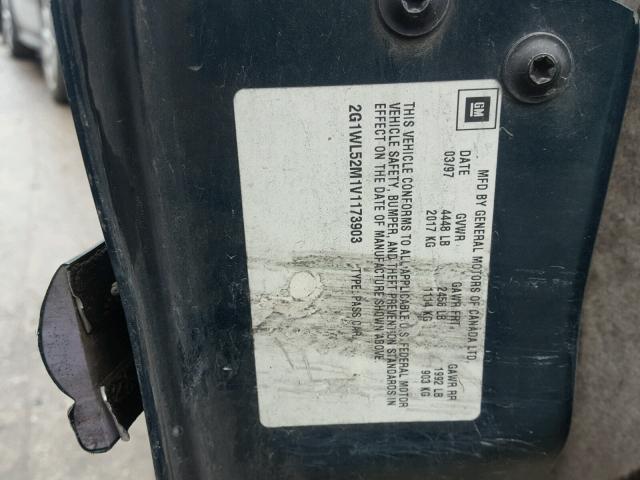 GM
MFD BY GENERAL MOTORS OF CANADA LTD
DATE GVWR GAWR FRT GAWR RR
03/97 4448 LB 2456 LB 1992 LB
2017 KG 1114 KG 903 KG
THIS VEHICLE CONFORMS TO ALL APPLICABLE U.S. FEDERAL MOTOR
VEHICLE SAFETY, BUMPER, AND THEFT PREVENTION STANDARDS IN
EFFECT ON THE DATE OF MANUFACTURE SHOWN ABOVE.
2G1WL52M1V1173903 TYPE: PASS CAR